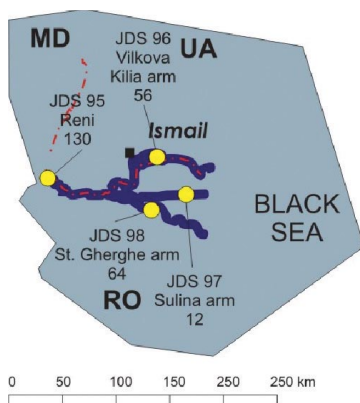 MD
UA
JDS 96
Vilkova
Kilia arm
56
JDS 95
Reni
130
Ismail
BLACK
SEA
JDS 98
St. Gherghe arm
64
JDS 97
Sulina arm
12
RO
0 50 100 150 200 250 km